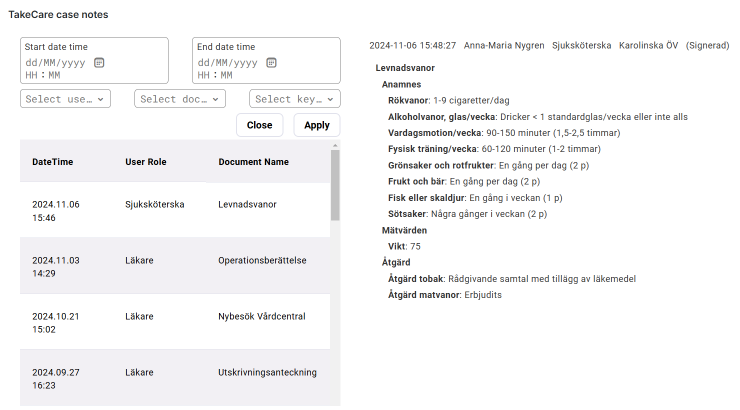 TakeCare case notes
Start date time
dd/MM/yyyy
HH : MM
End date time
dd/MM/yyyy
HH : MM
Select use...
Select doc...
Select key...
Close
Apply
DateTime User Role Document Name
2024.11.06 Sjuksköterska Levnadsvanor
15:46
2024.11.03 Läkare Operationsberättelse
14:29
2024.10.21 Läkare Nybesök Vårdcentral
15:02
2024.09.27 Läkare Utskrivningsanteckning
16:23
2024-11-06 15:48:27 Anna-Maria Nygren Sjuksköterska Karolinska ÖV (Signerad)
Levnadsvanor
Anamnes
Rökvanor: 1-9 cigaretter/dag
Alkoholvanor, glas/vecka: Dricker < 1 standardglas/vecka eller inte alls
Vardagsmotion/vecka: 90-150 minuter (1,5-2,5 timmar)
Fysisk träning/vecka: 60-120 minuter (1-2 timmar)
Grönsaker och rotfrukter: En gång per dag (2 p)
Frukt och bär: En gång per dag (2 p)
Fisk eller skaldjur: En gång i veckan (1 p)
Sötsaker: Några gånger i veckan (2 p)
Mätvärden
Vikt: 75
Åtgärd
Åtgärd tobak: Rådgivande samtal med tillägg av läkemedel
Åtgärd matvanor: Erbjudits